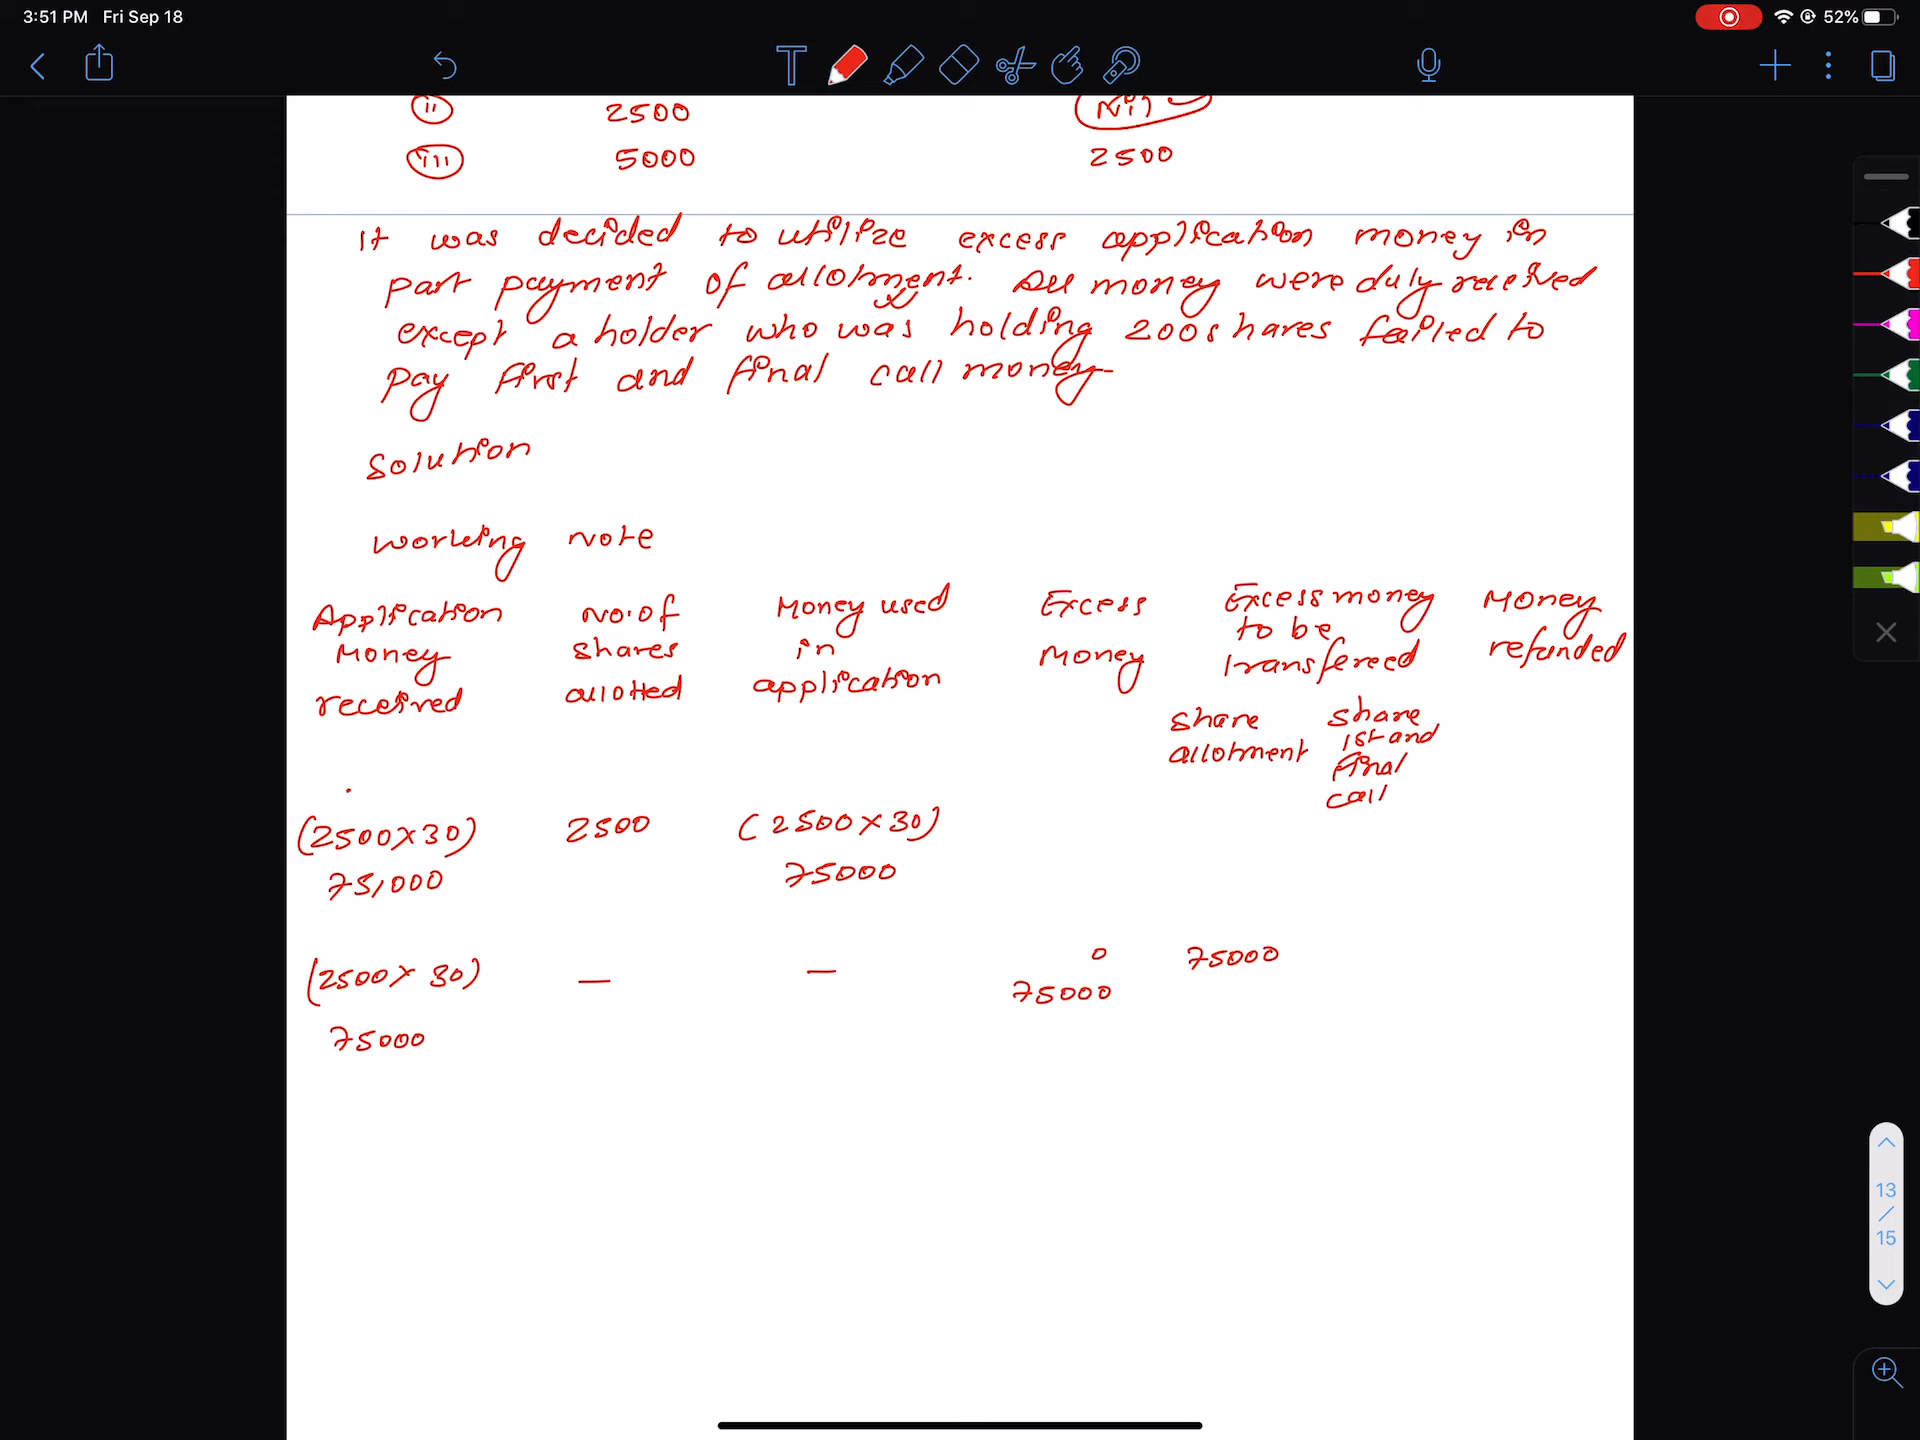 3:51 PM Fri Sep 18
52%
ii 2500 Nil
iii 5000 2500
It was decided to utilize excess application money in
part payment of allotment. All money were duly received
except a holder who was holding 200 shares failed to
pay first and final call money
Solution
Working note
Application No. of Money used Excess Excess money Money
to be
Money shares in Money transfereed refunded
received allotted application
share share
allotment 1st and
final
call
(2500 x 30) 2500 (2500 x 30)
75,000 75000
0 75000
(2500 x 30) — — 75000
75000
13
/
15